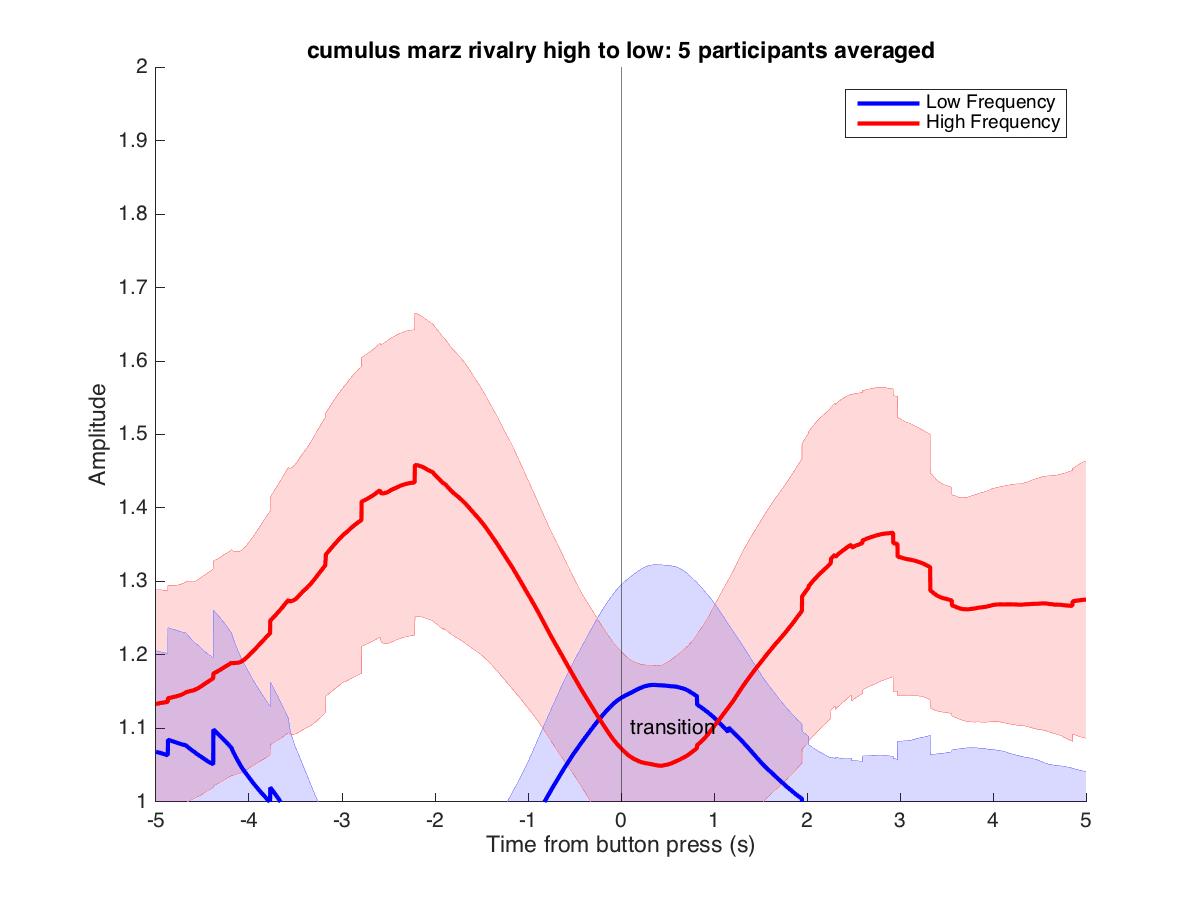 cumulus marz rivalry high to low: 5 participants averaged
2
1.9
1.8
1.7
1.6
1.5
1.4
1.3
1.2
1.1
1
Amplitude
Low Frequency
High Frequency
transition
-5 -4 -3 -2 -1 0 1 2 3 4 5
Time from button press (s)